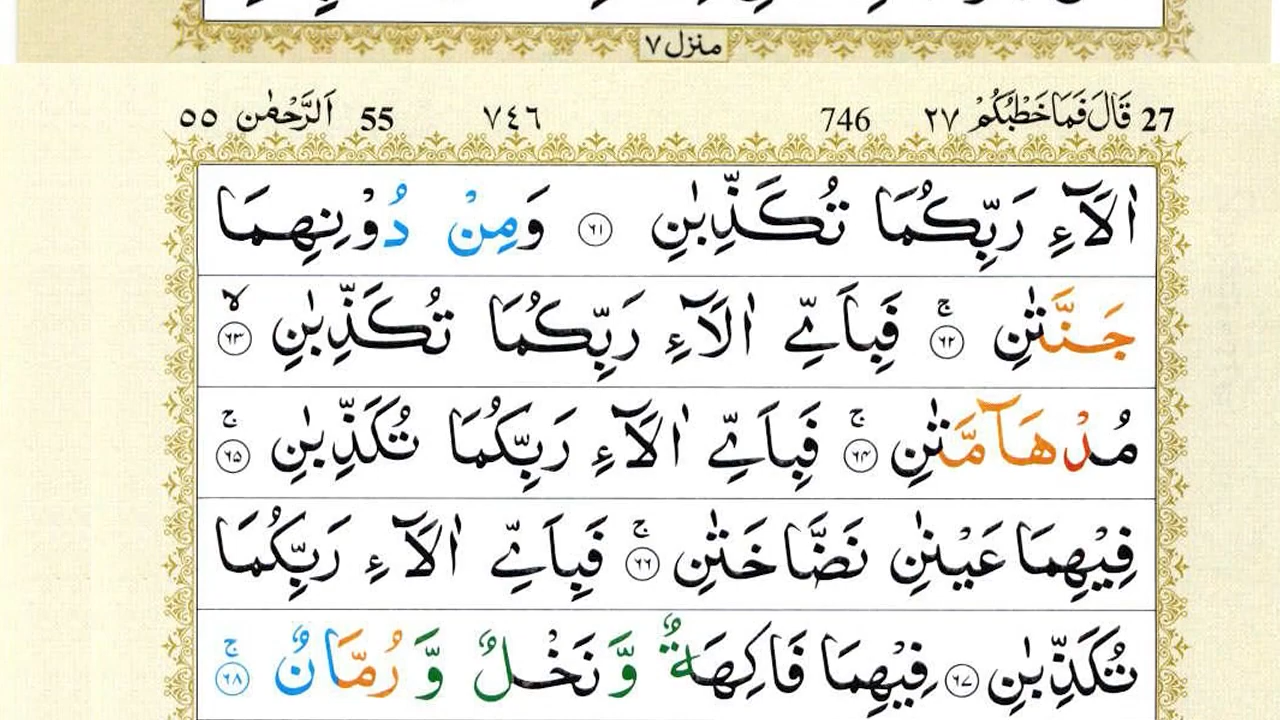 منزل ٧
27 قَالَ فَمَا خَطْبُكُمْ ٢٧ 746 ٧٤٦ 55 اَلرَّحْمٰن ٥٥
اٰلَآءِ رَبِّكُمَا تُكَذِّبٰنِ ﴿٦١﴾ وَمِنْ دُوْنِهِمَا
جَنَّتٰنِ ۚ﴿٦٢﴾ فَبِاَيِّ اٰلَآءِ رَبِّكُمَا تُكَذِّبٰنِ ۙ﴿٦٣﴾
مُدْهَآمَّتٰنِ ۚ﴿٦٤﴾ فَبِاَيِّ اٰلَآءِ رَبِّكُمَا تُكَذِّبٰنِ ۚ﴿٦٥﴾
فِيْهِمَا عَيْنٰنِ نَضَّاخَتٰنِ ۚ﴿٦٦﴾ فَبِاَيِّ اٰلَآءِ رَبِّكُمَا
تُكَذِّبٰنِ ﴿٦٧﴾ فِيْهِمَا فَاكِهَةٌ وَّ نَخْلٌ وَّ رُمَّانٌ ۚ﴿٦٨﴾